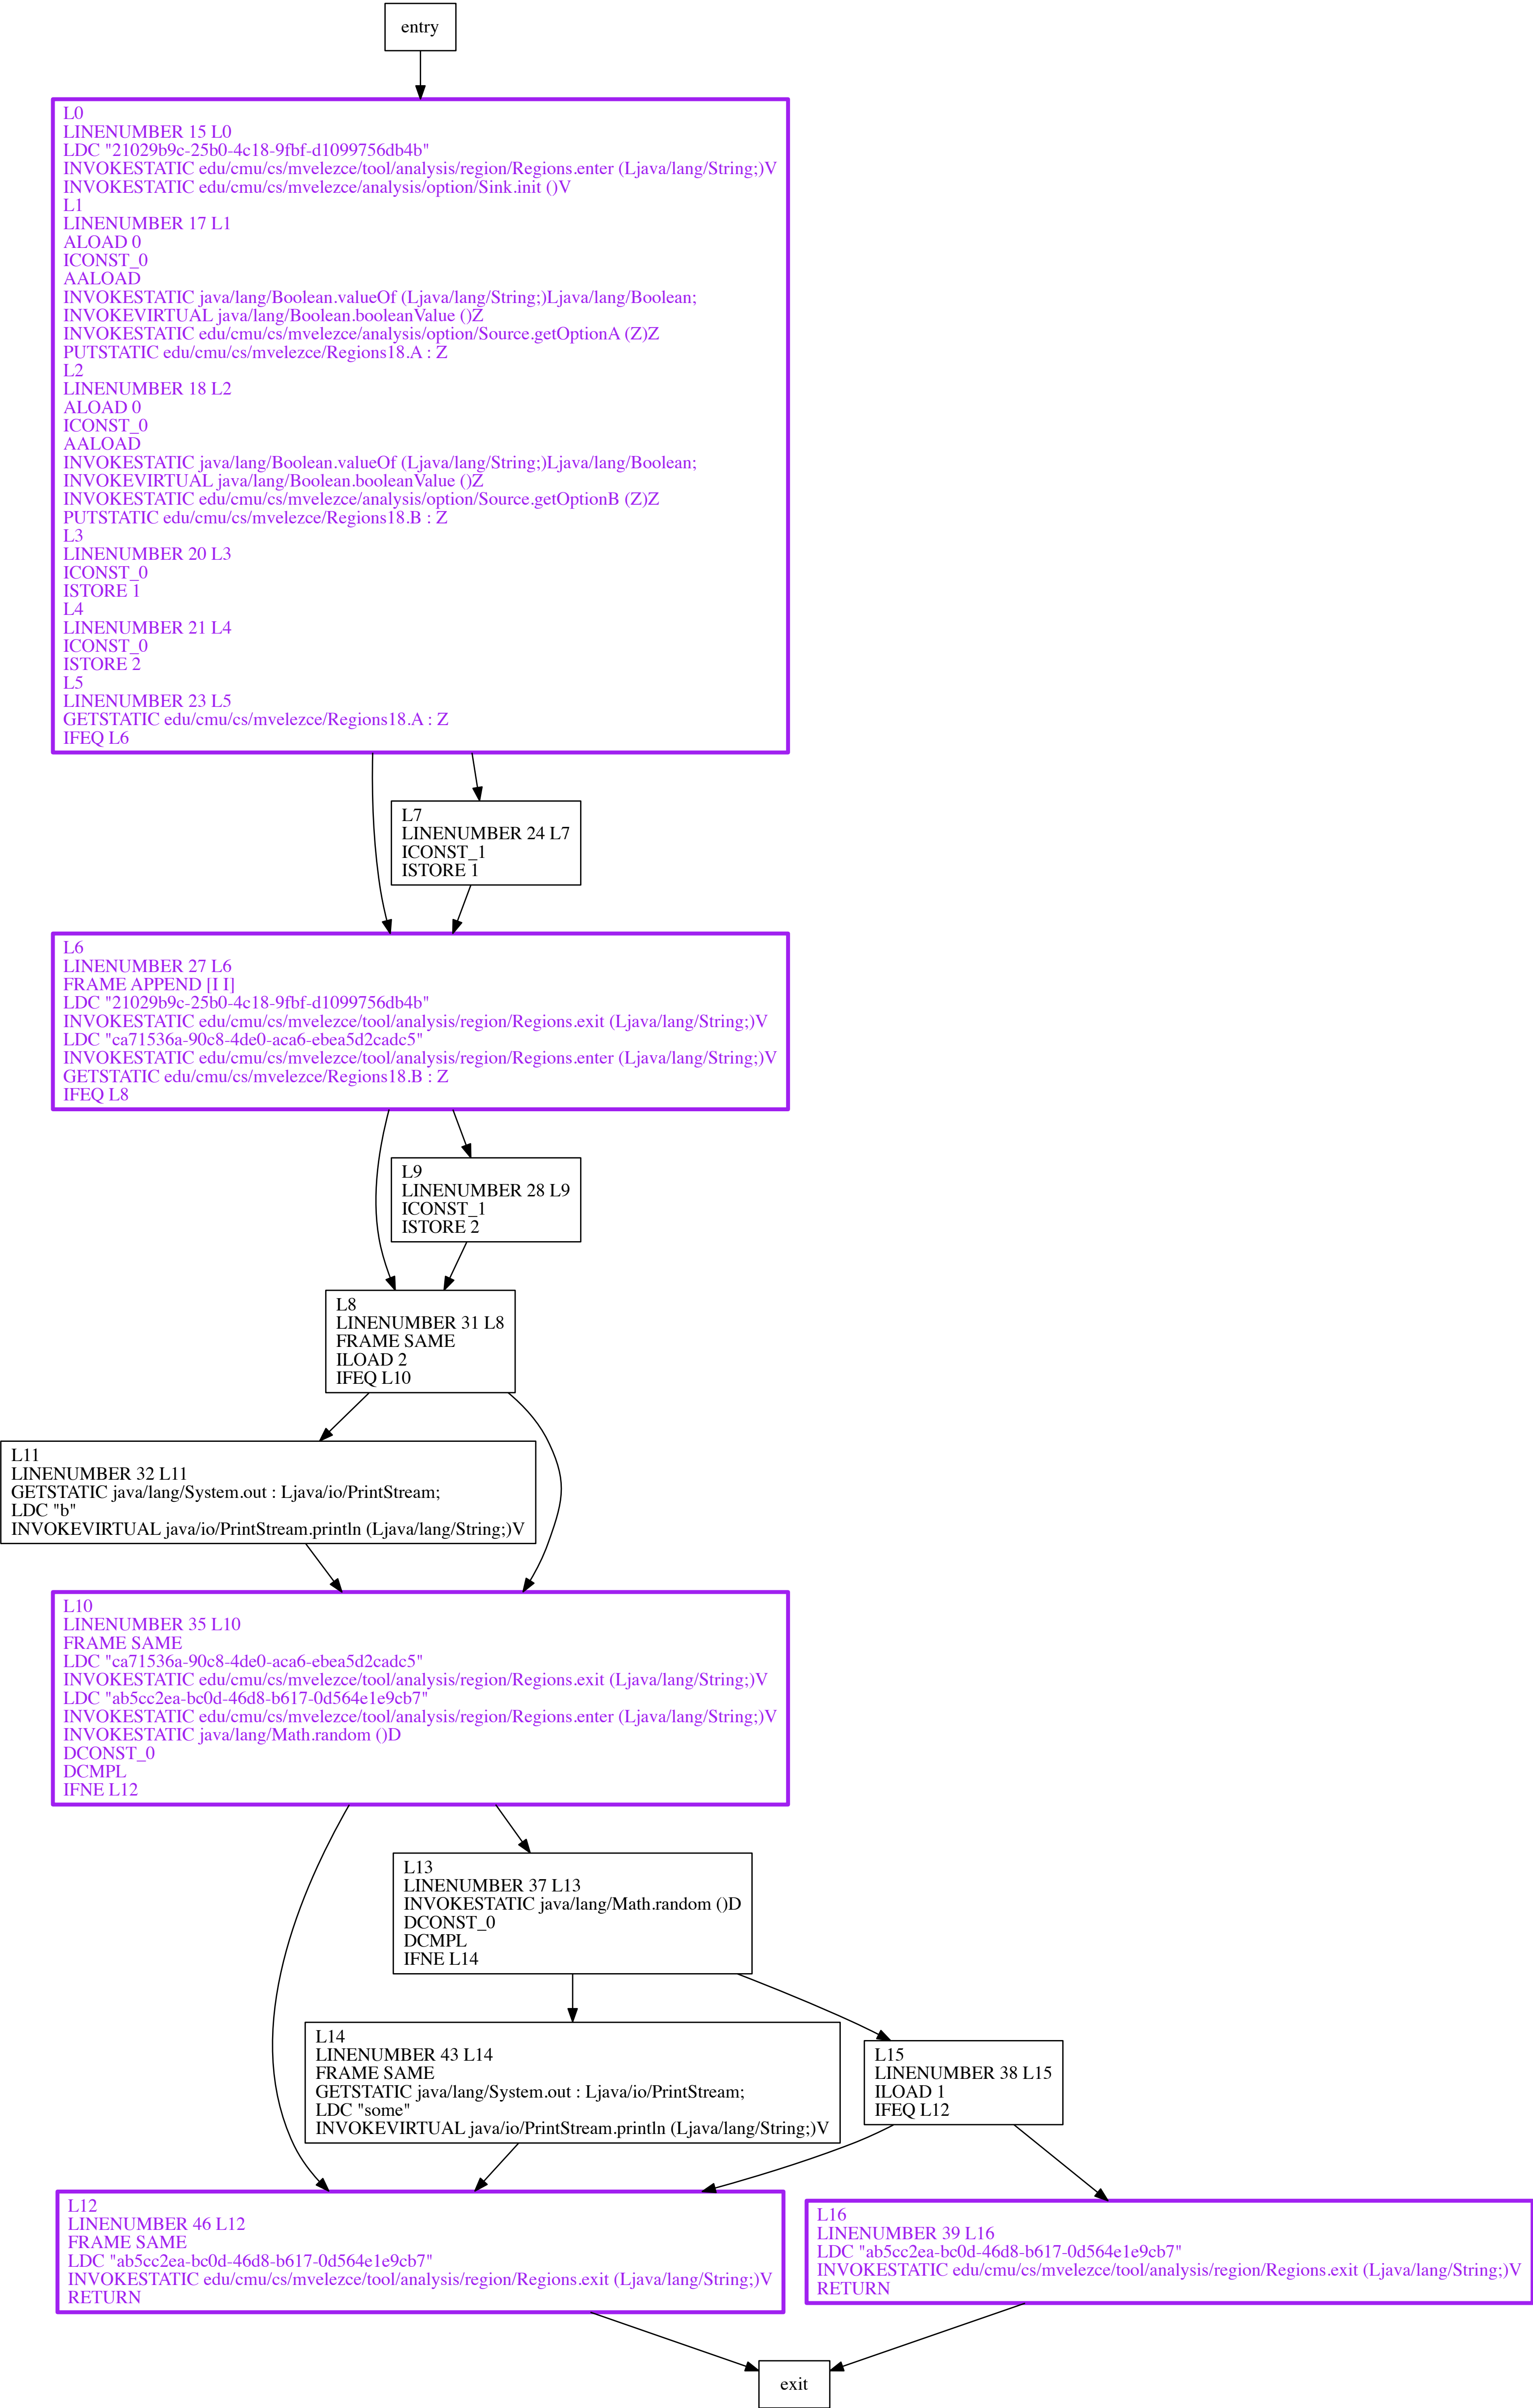 entry
L0
LINENUMBER 15 L0
LDC "21029b9c-25b0-4c18-9fbf-d1099756db4b"
INVOKESTATIC edu/cmu/cs/mvelezce/tool/analysis/region/Regions.enter (Ljava/lang/String;)V
INVOKESTATIC edu/cmu/cs/mvelezce/analysis/option/Sink.init ()V
L1
LINENUMBER 17 L1
ALOAD 0
ICONST_0
AALOAD
INVOKESTATIC java/lang/Boolean.valueOf (Ljava/lang/String;)Ljava/lang/Boolean;
INVOKEVIRTUAL java/lang/Boolean.booleanValue ()Z
INVOKESTATIC edu/cmu/cs/mvelezce/analysis/option/Source.getOptionA (Z)Z
PUTSTATIC edu/cmu/cs/mvelezce/Regions18.A : Z
L2
LINENUMBER 18 L2
ALOAD 0
ICONST_0
AALOAD
INVOKESTATIC java/lang/Boolean.valueOf (Ljava/lang/String;)Ljava/lang/Boolean;
INVOKEVIRTUAL java/lang/Boolean.booleanValue ()Z
INVOKESTATIC edu/cmu/cs/mvelezce/analysis/option/Source.getOptionB (Z)Z
PUTSTATIC edu/cmu/cs/mvelezce/Regions18.B : Z
L3
LINENUMBER 20 L3
ICONST_0
ISTORE 1
L4
LINENUMBER 21 L4
ICONST_0
ISTORE 2
L5
LINENUMBER 23 L5
GETSTATIC edu/cmu/cs/mvelezce/Regions18.A : Z
IFEQ L6
L7
LINENUMBER 24 L7
ICONST_1
ISTORE 1
L6
LINENUMBER 27 L6
FRAME APPEND [I I]
LDC "21029b9c-25b0-4c18-9fbf-d1099756db4b"
INVOKESTATIC edu/cmu/cs/mvelezce/tool/analysis/region/Regions.exit (Ljava/lang/String;)V
LDC "ca71536a-90c8-4de0-aca6-ebea5d2cadc5"
INVOKESTATIC edu/cmu/cs/mvelezce/tool/analysis/region/Regions.enter (Ljava/lang/String;)V
GETSTATIC edu/cmu/cs/mvelezce/Regions18.B : Z
IFEQ L8
L9
LINENUMBER 28 L9
ICONST_1
ISTORE 2
L8
LINENUMBER 31 L8
FRAME SAME
ILOAD 2
IFEQ L10
L11
LINENUMBER 32 L11
GETSTATIC java/lang/System.out : Ljava/io/PrintStream;
LDC "b"
INVOKEVIRTUAL java/io/PrintStream.println (Ljava/lang/String;)V
L10
LINENUMBER 35 L10
FRAME SAME
LDC "ca71536a-90c8-4de0-aca6-ebea5d2cadc5"
INVOKESTATIC edu/cmu/cs/mvelezce/tool/analysis/region/Regions.exit (Ljava/lang/String;)V
LDC "ab5cc2ea-bc0d-46d8-b617-0d564e1e9cb7"
INVOKESTATIC edu/cmu/cs/mvelezce/tool/analysis/region/Regions.enter (Ljava/lang/String;)V
INVOKESTATIC java/lang/Math.random ()D
DCONST_0
DCMPL
IFNE L12
L13
LINENUMBER 37 L13
INVOKESTATIC java/lang/Math.random ()D
DCONST_0
DCMPL
IFNE L14
L14
LINENUMBER 43 L14
FRAME SAME
GETSTATIC java/lang/System.out : Ljava/io/PrintStream;
LDC "some"
INVOKEVIRTUAL java/io/PrintStream.println (Ljava/lang/String;)V
L15
LINENUMBER 38 L15
ILOAD 1
IFEQ L12
L12
LINENUMBER 46 L12
FRAME SAME
LDC "ab5cc2ea-bc0d-46d8-b617-0d564e1e9cb7"
INVOKESTATIC edu/cmu/cs/mvelezce/tool/analysis/region/Regions.exit (Ljava/lang/String;)V
RETURN
L16
LINENUMBER 39 L16
LDC "ab5cc2ea-bc0d-46d8-b617-0d564e1e9cb7"
INVOKESTATIC edu/cmu/cs/mvelezce/tool/analysis/region/Regions.exit (Ljava/lang/String;)V
RETURN
exit